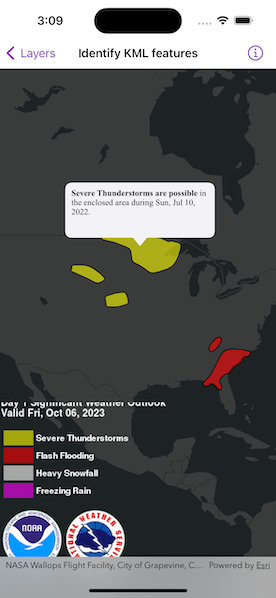 3:09
Layers
Identify KML features
Severe Thunderstorms are possible in
the enclosed area during Sun, Jul 10,
2022.
Day 1 Significant Weather Outlook
Valid Fri, Oct 06, 2023
Severe Thunderstorms
Flash Flooding
Heavy Snowfall
Freezing Rain
NOAA
NATIONAL WEATHER SERVICE
NASA Wallops Flight Facility, City of Grapevine, C...
Powered by Esri